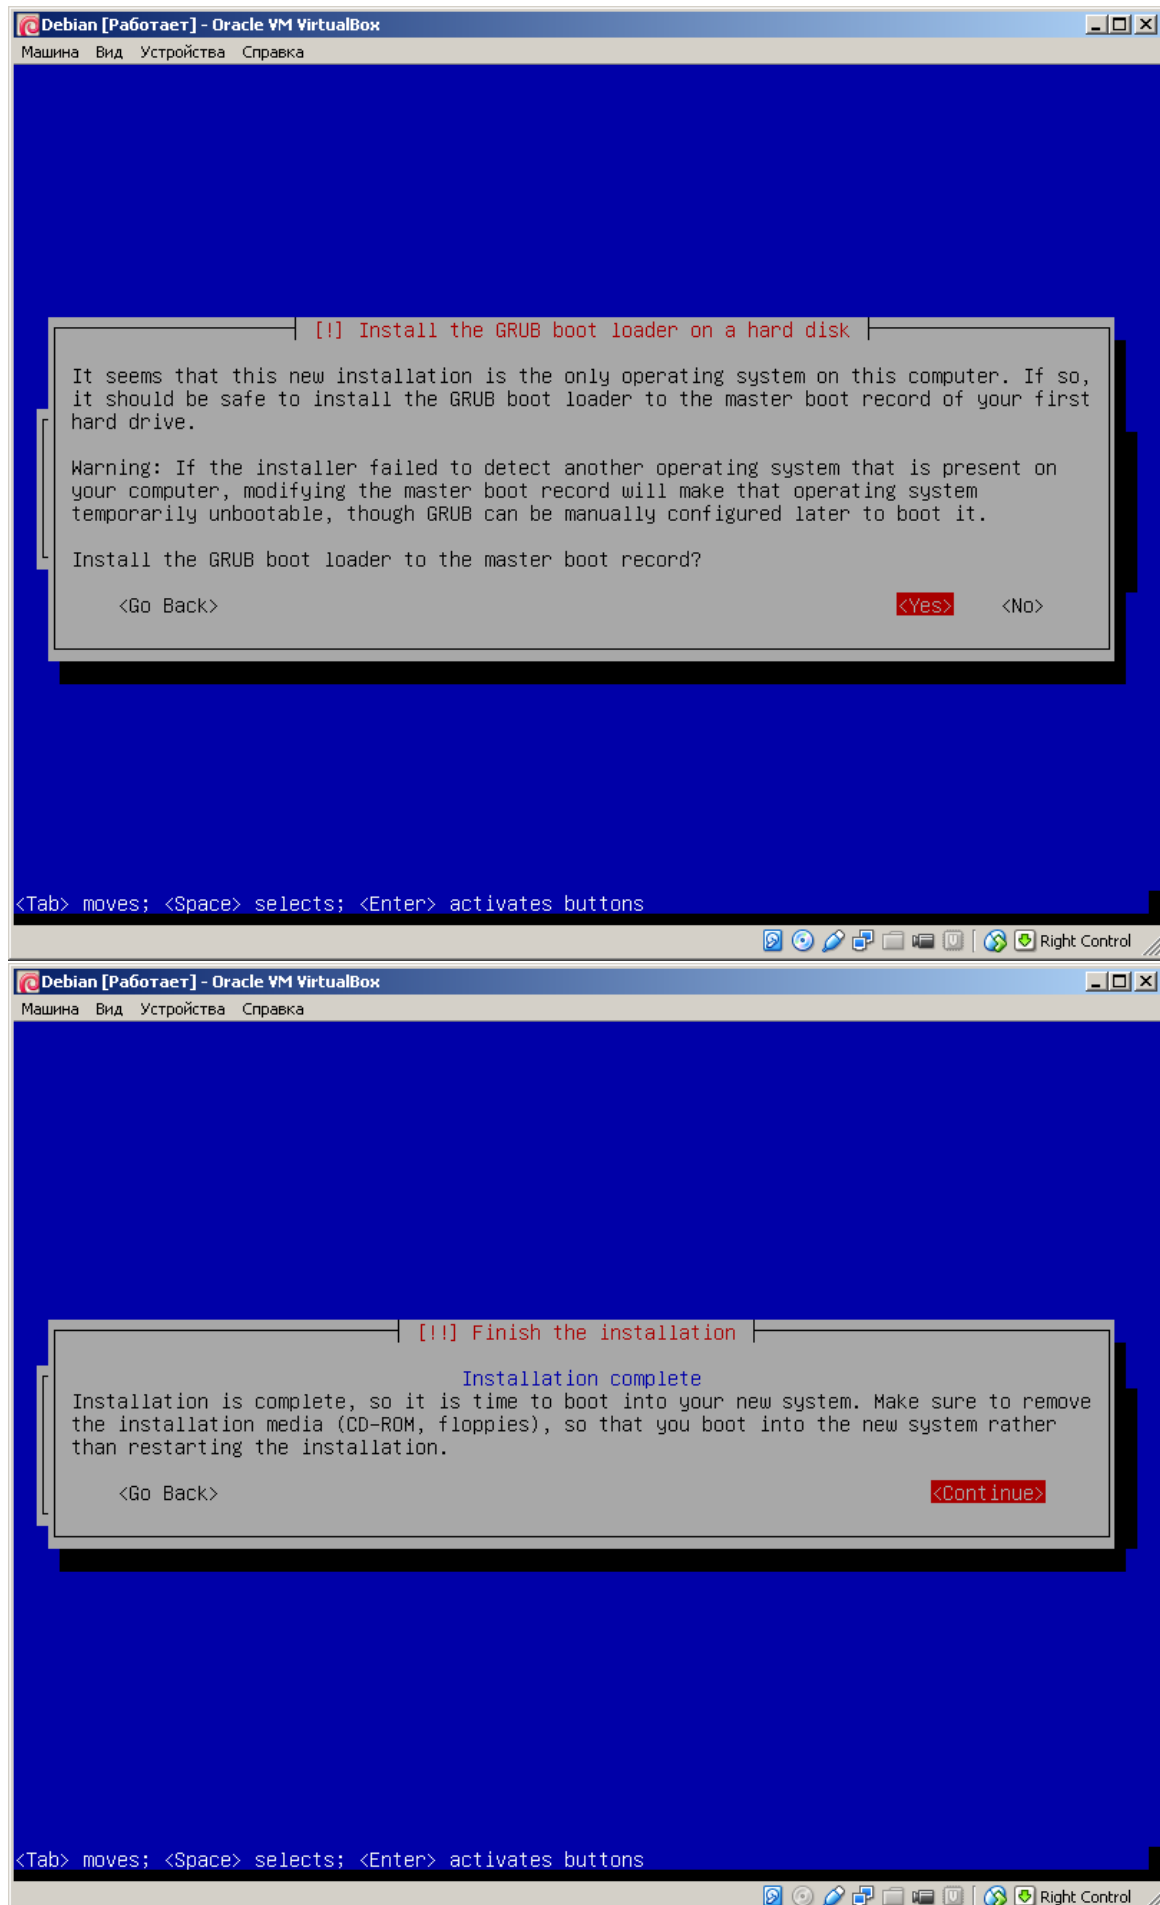 Debian [Работает] - Oracle VM VirtualBox
Машина Вид Устройства Справка
[!] Install the GRUB boot loader on a hard disk
It seems that this new installation is the only operating system on this computer. If so,
it should be safe to install the GRUB boot loader to the master boot record of your first
hard drive.
Warning: If the installer failed to detect another operating system that is present on
your computer, modifying the master boot record will make that operating system
temporarily unbootable, though GRUB can be manually configured later to boot it.
Install the GRUB boot loader to the master boot record?
<Go Back> <Yes> <No>
<Tab> moves; <Space> selects; <Enter> activates buttons
Right Control
Debian [Работает] - Oracle VM VirtualBox
Машина Вид Устройства Справка
[!!] Finish the installation
Installation complete
Installation is complete, so it is time to boot into your new system. Make sure to remove
the installation media (CD-ROM, floppies), so that you boot into the new system rather
than restarting the installation.
<Go Back> <Continue>
<Tab> moves; <Space> selects; <Enter> activates buttons
Right Control